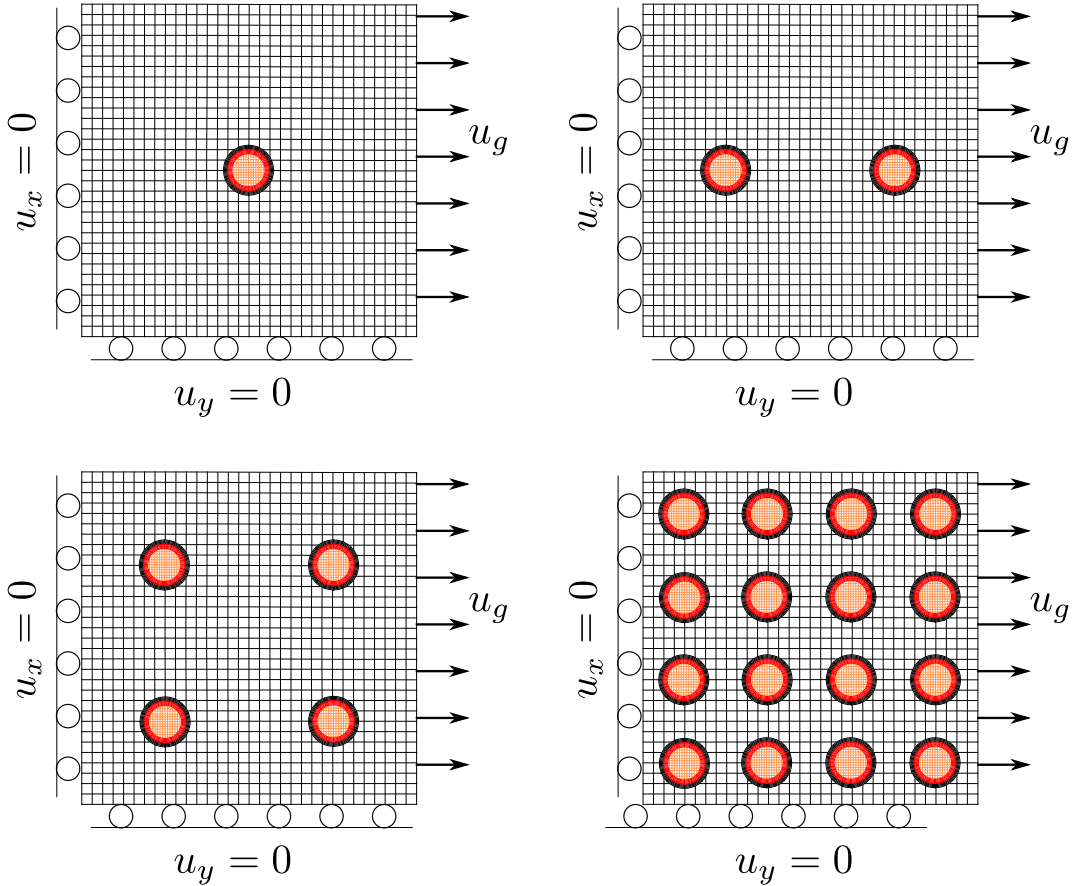 u_x = 0
u_g
u_y = 0
u_x = 0
u_g
u_y = 0
u_x = 0
u_g
u_y = 0
u_x = 0
u_g
u_y = 0